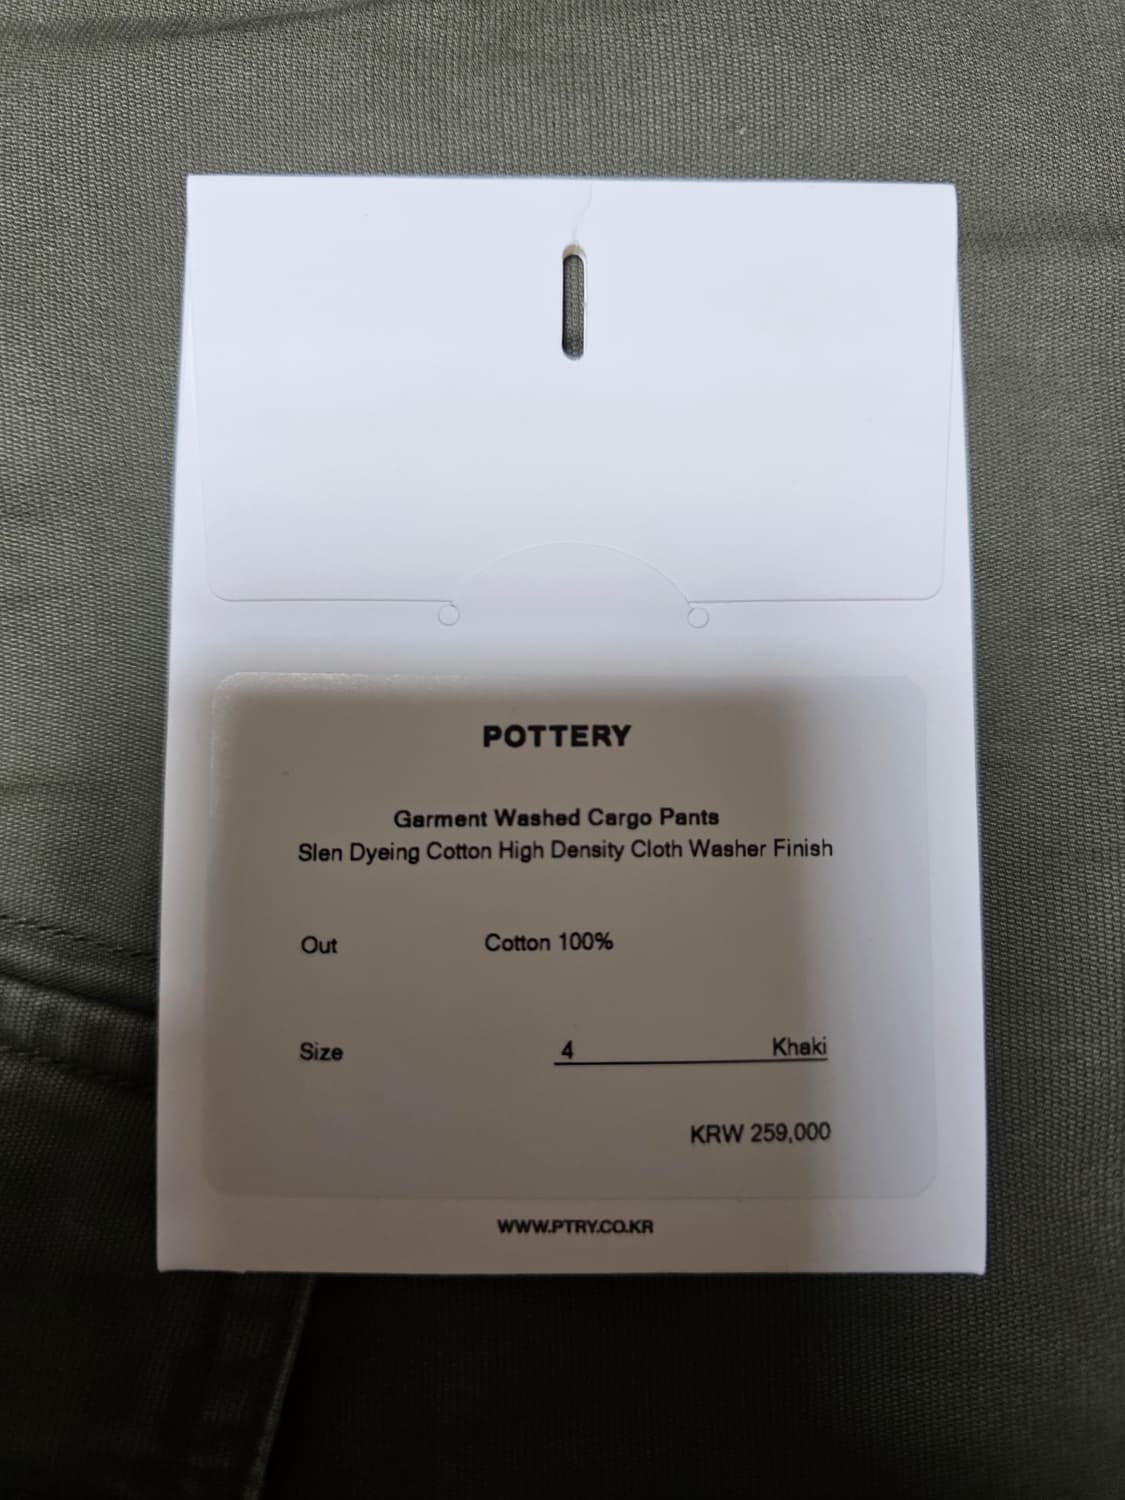 POTTERY
Garment Washed Cargo Pants
Slen Dyeing Cotton High Density Cloth Washer Finish
Out Cotton 100%
Size 4 Khaki
KRW 259,000
WWW.PTRY.CO.KR